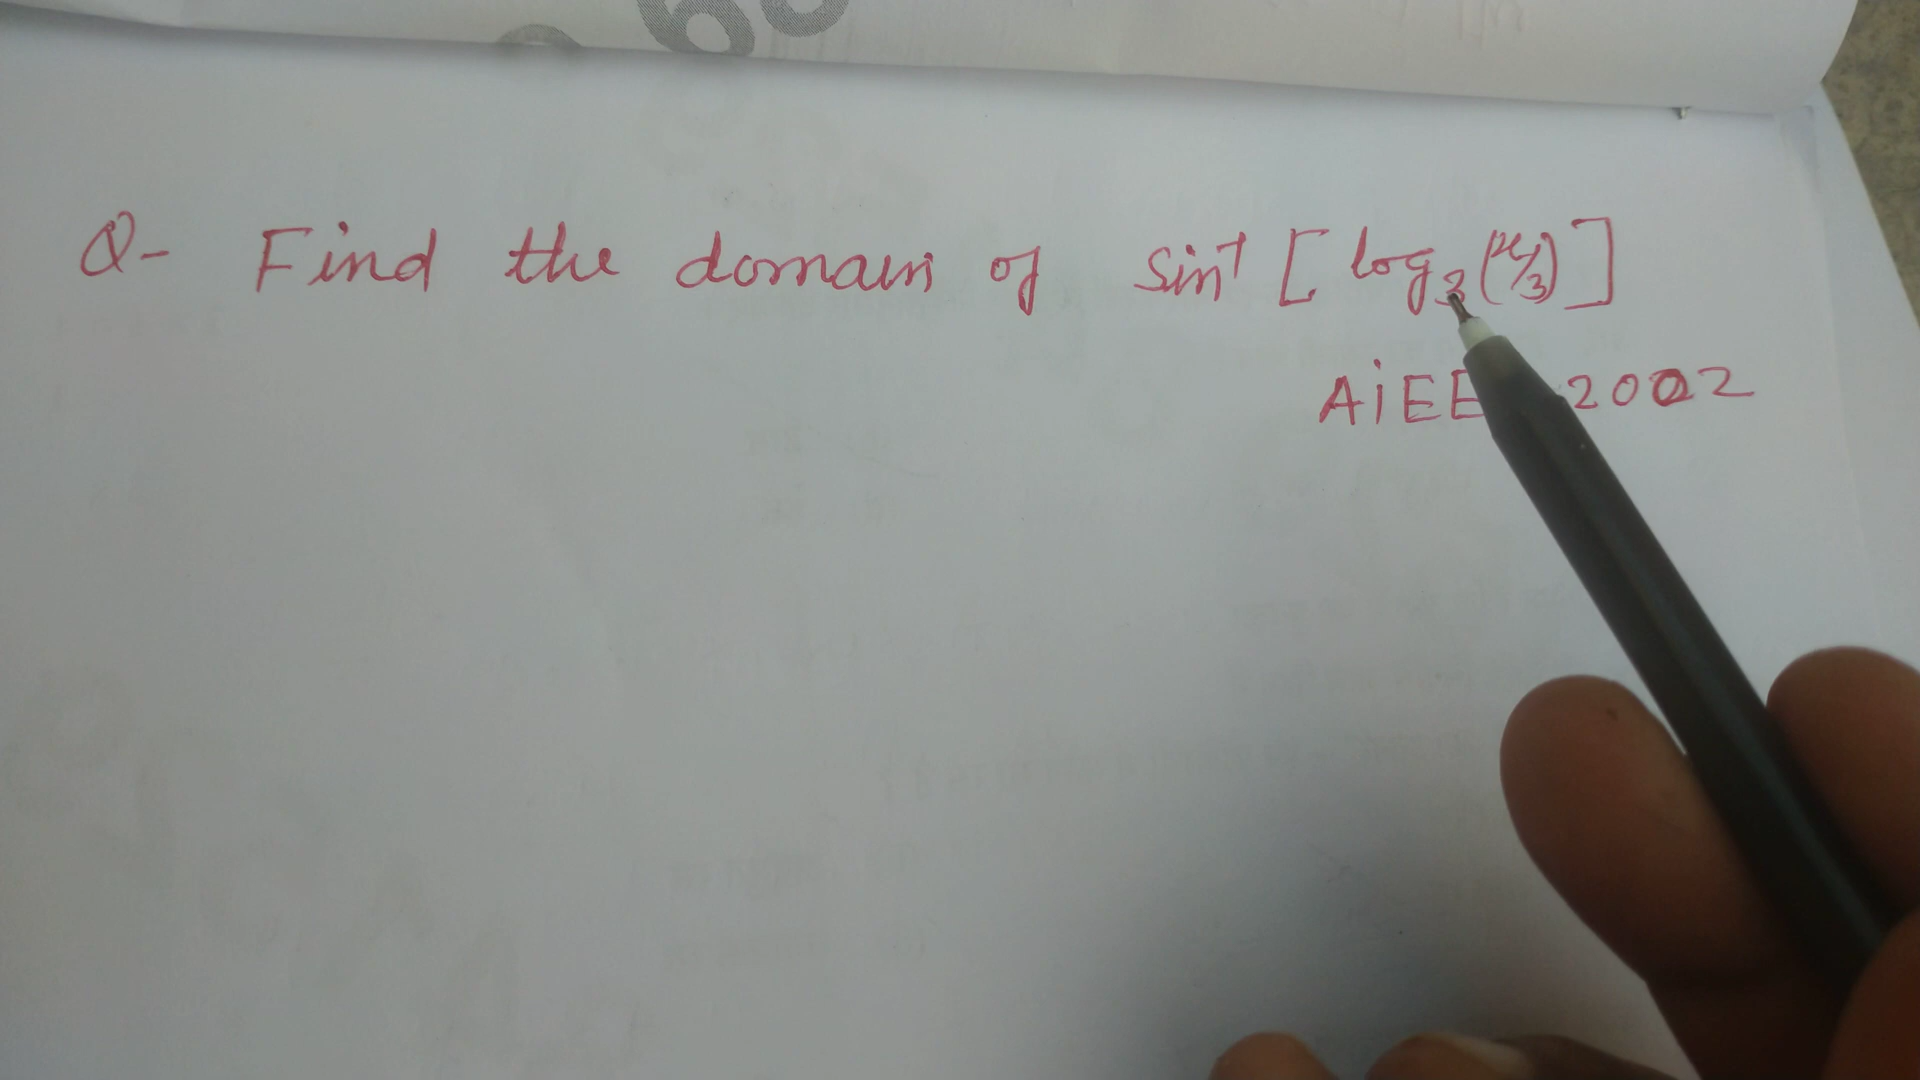 Q- Find the domain of sin⁻¹ [ log₃(x/3) ]
AiEE 2002